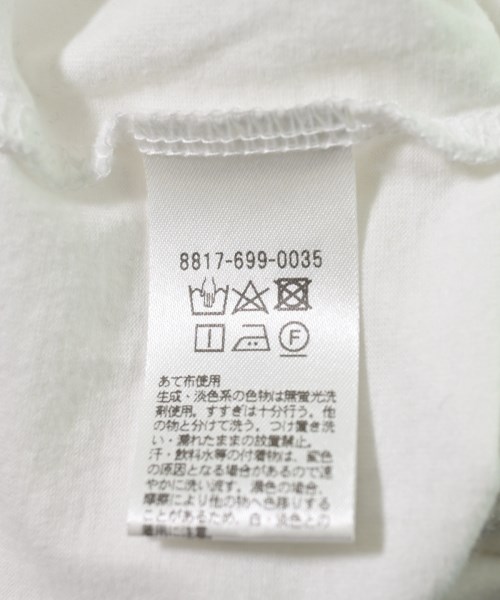 8817-699-0035
F
あて布使用
生成・淡色系の色物は無蛍光洗
剤使用。すすぎは十分行う。他
の物と分けて洗う。つけ置き洗
い・濡れたままの放置禁止。
汗・飲料水等の付着物は、変色
の原因となる場合があるので速
やかに洗い流す。濃色の場合、
摩擦により他の物へ色移りする
ことがあるため、白・淡色との
着用に注意。